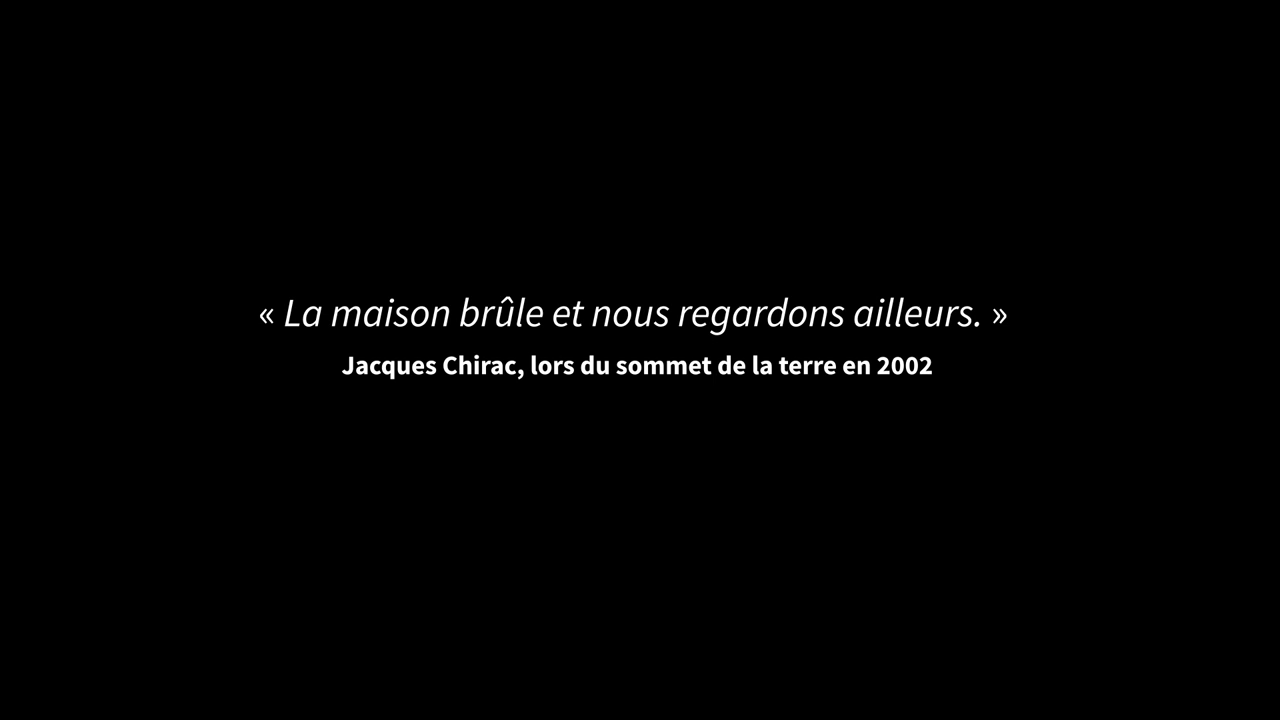 « La maison brûle et nous regardons ailleurs. »
Jacques Chirac, lors du sommet de la terre en 2002